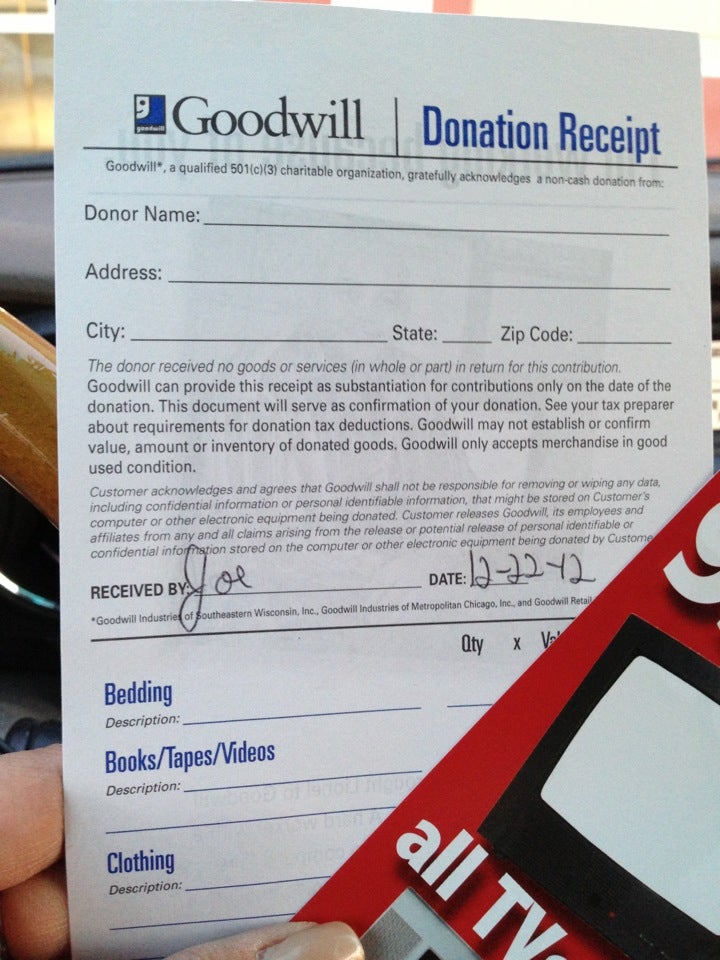 g
goodwill
Goodwill | Donation Receipt
Goodwill*, a qualified 501(c)(3) charitable organization, gratefully acknowledges a non-cash donation from:
Donor Name:
Address:
City: State: Zip Code:
The donor received no goods or services (in whole or part) in return for this contribution.
Goodwill can provide this receipt as substantiation for contributions only on the date of the
donation. This document will serve as confirmation of your donation. See your tax preparer
about requirements for donation tax deductions. Goodwill may not establish or confirm
value, amount or inventory of donated goods. Goodwill only accepts merchandise in good
used condition.
Customer acknowledges and agrees that Goodwill shall not be responsible for removing or wiping any data,
including confidential information or personal identifiable information, that might be stored on Customer's
computer or other electronic equipment being donated. Customer releases Goodwill, its employees and
affiliates from any and all claims arising from the release or potential release of personal identifiable or
confidential information stored on the computer or other electronic equipment being donated by Custome
RECEIVED BY: Joe DATE: 12-22-12
*Goodwill Industries of Southeastern Wisconsin, Inc., Goodwill Industries of Metropolitan Chicago, Inc., and Goodwill Retail
Qty x Val
Bedding
Description:
Books/Tapes/Videos
Description:
Clothing
Description:
all TVs